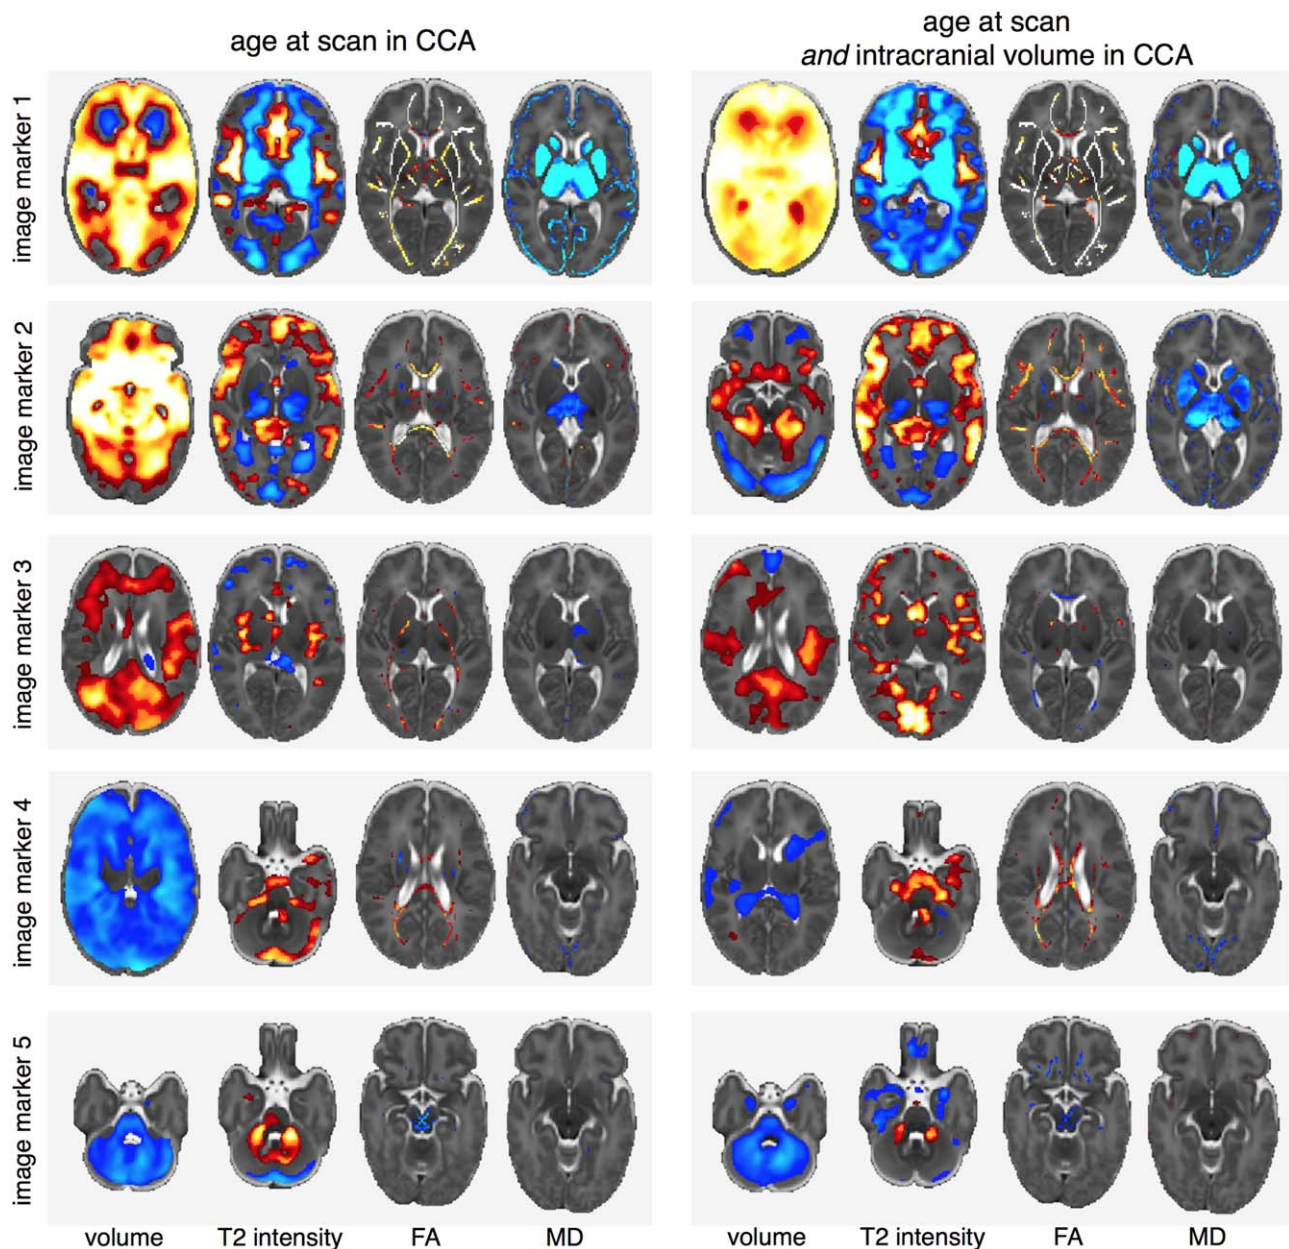 age at scan in CCA
age at scan
and intracranial volume in CCA
image marker 1
image marker 2
image marker 3
image marker 4
image marker 5
volume T2 intensity FA MD volume T2 intensity FA MD